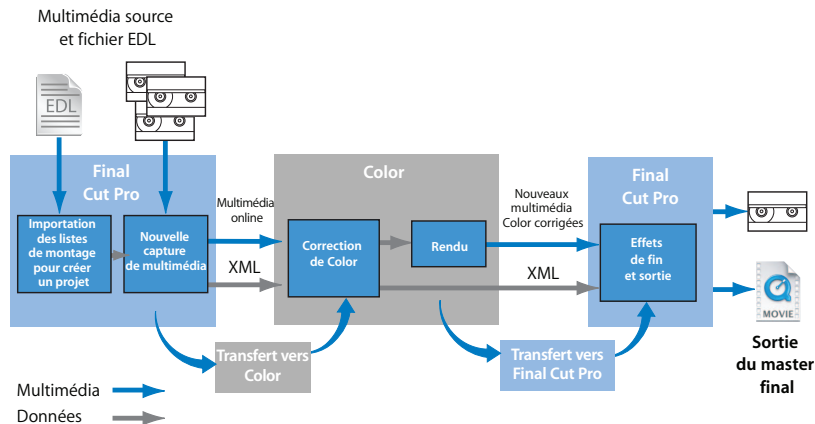 Multimédia source
et fichier EDL
EDL
Final
Cut Pro
Importation
des listes
de montage
pour créer
un projet
Nouvelle
capture
de multimédia
Multimédia
online
XML
Color
Correction
de Color
Rendu
Nouveaux
multimédia
Color corrigées
XML
Final
Cut Pro
Effets
de fin
et sortie
MOVIE
Sortie
du master
final
Transfert vers
Color
Transfert vers
Final Cut Pro
Multimédia
Données